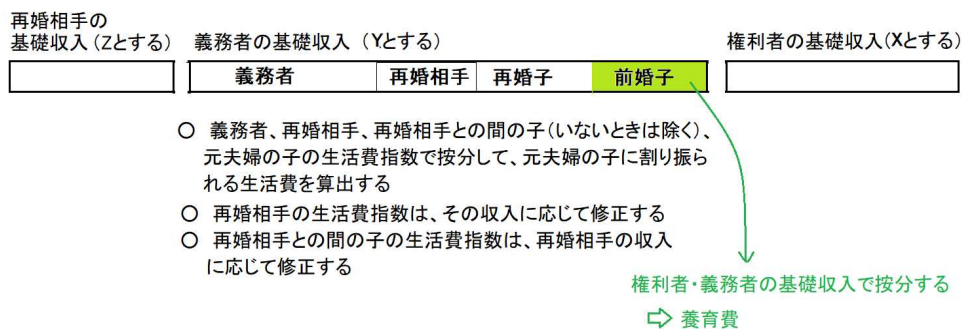 再婚相手の
基礎収入(Zとする)
義務者の基礎収入 (Yとする)
権利者の基礎収入(Xとする)
義務者 再婚相手 再婚子 前婚子
○ 義務者、再婚相手、再婚相手との間の子(いないときは除く)、
元夫婦の子の生活費指数で按分して、元夫婦の子に割り振ら
れる生活費を算出する
○ 再婚相手の生活費指数は、その収入に応じて修正する
○ 再婚相手との間の子の生活費指数は、再婚相手の収入
に応じて修正する
権利者・義務者の基礎収入で按分する
⇨ 養育費